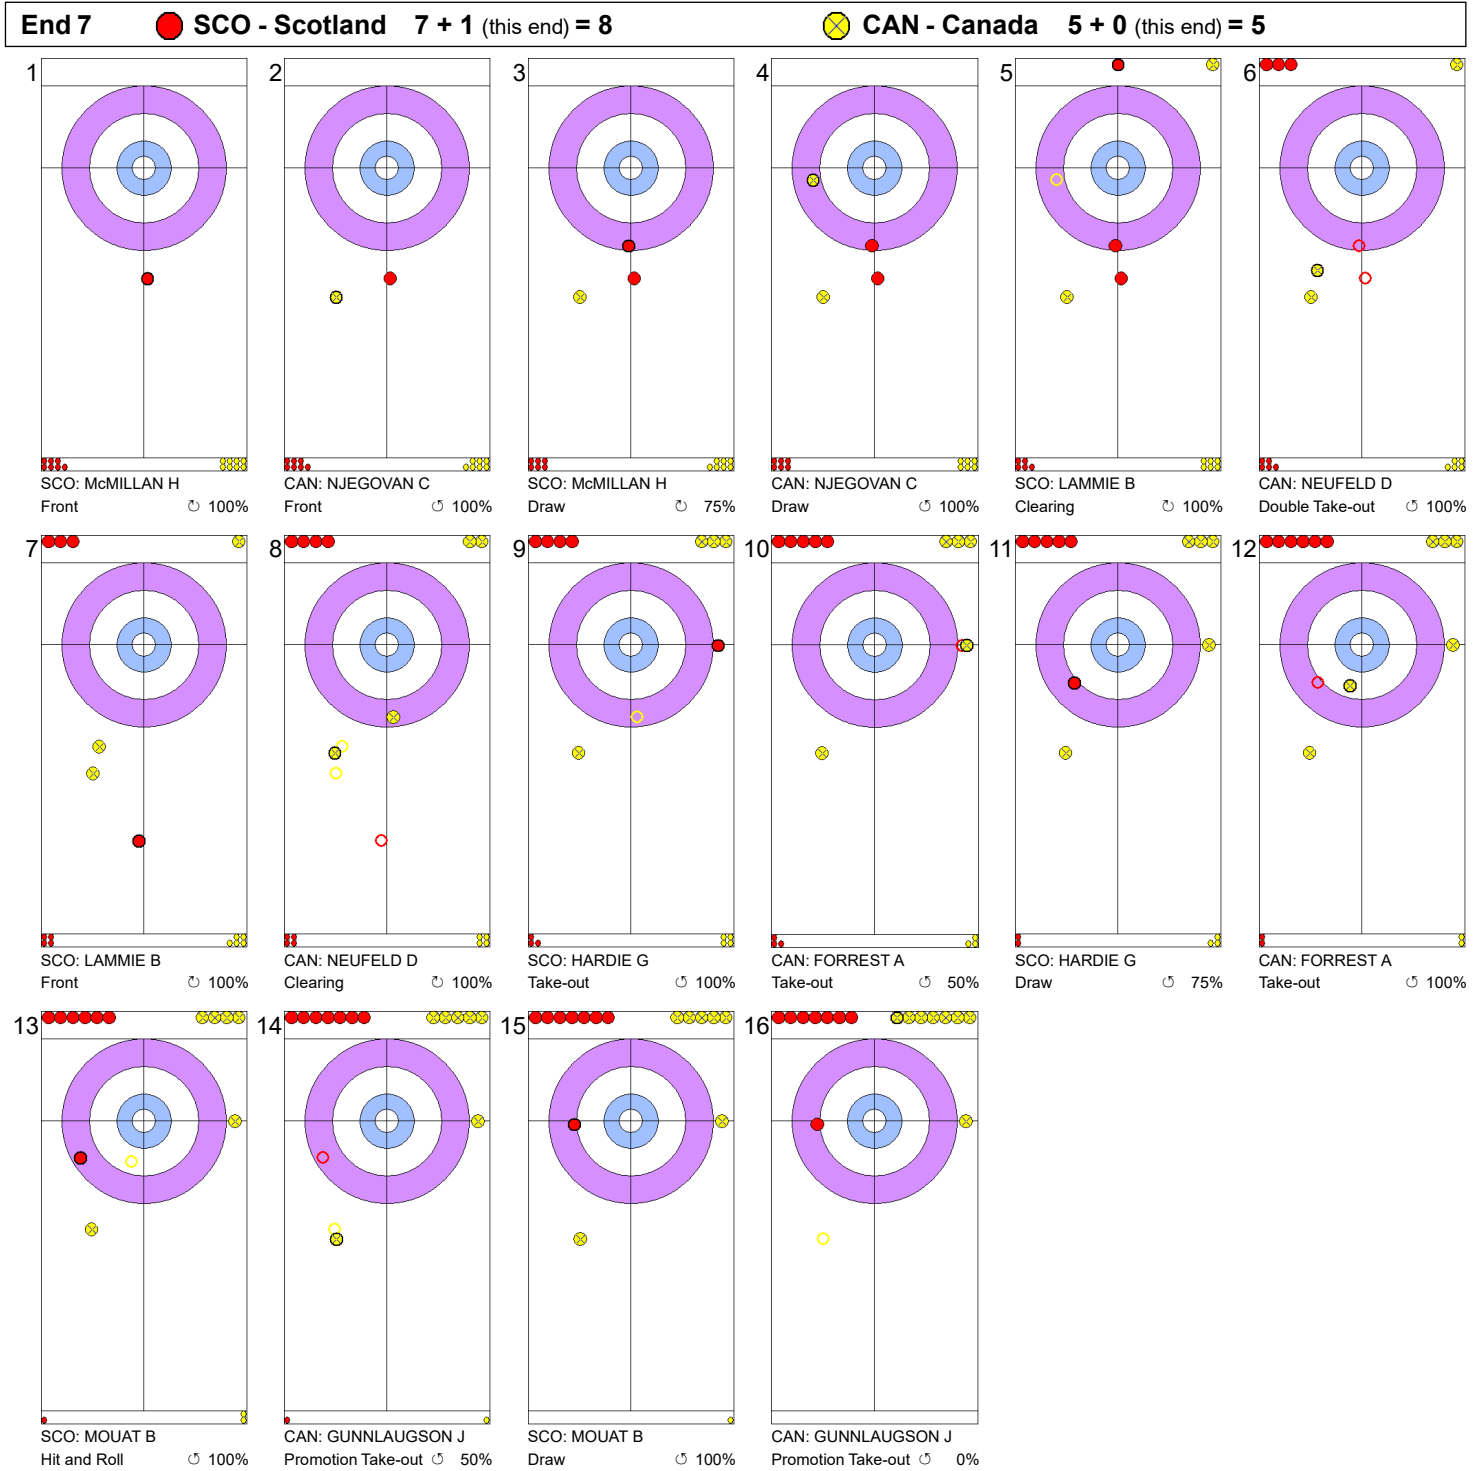 End 7 SCO - Scotland 7 + 1 (this end) = 8 CAN - Canada 5 + 0 (this end) = 5
1 2 3 4 5 6
SCO: McMILLAN H CAN: NJEGOVAN C SCO: McMILLAN H CAN: NJEGOVAN C SCO: LAMMIE B CAN: NEUFELD D
Front ↻ 100% Front ↺ 100% Draw ↻ 75% Draw ↺ 100% Clearing ↻ 100% Double Take-out ↺ 100%
7 8 9 10 11 12
SCO: LAMMIE B CAN: NEUFELD D SCO: HARDIE G CAN: FORREST A SCO: HARDIE G CAN: FORREST A
Front ↻ 100% Clearing ↻ 100% Take-out ↺ 100% Take-out ↺ 50% Draw ↺ 75% Take-out ↺ 100%
13 14 15 16
SCO: MOUAT B CAN: GUNNLAUGSON J SCO: MOUAT B CAN: GUNNLAUGSON J
Hit and Roll ↺ 100% Promotion Take-out ↺ 50% Draw ↺ 100% Promotion Take-out ↺ 0%